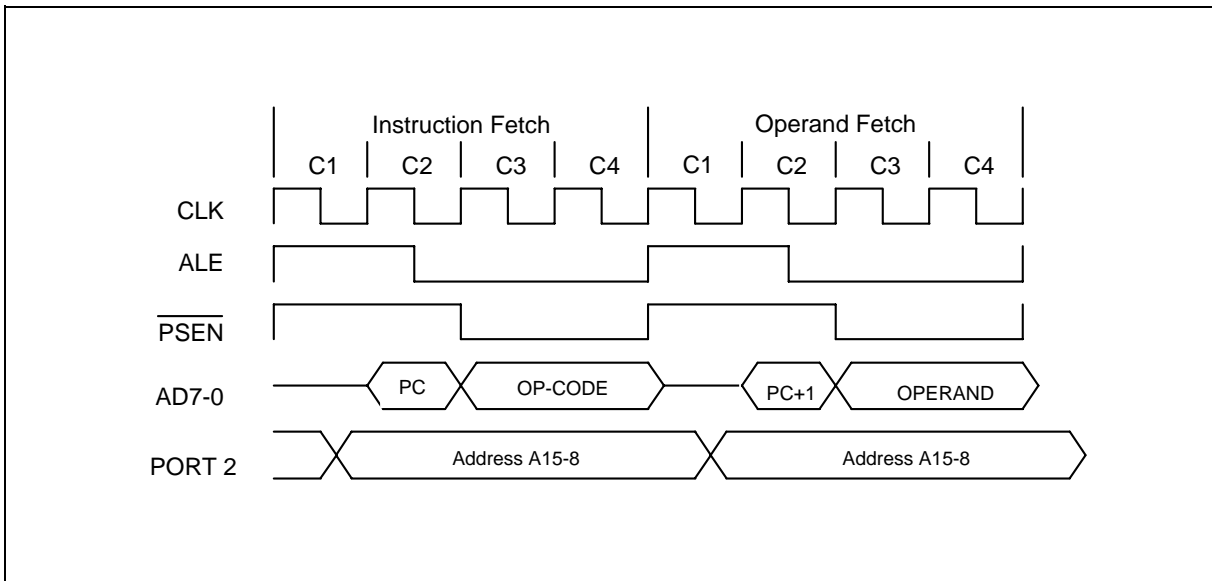 Instruction Fetch Operand Fetch
C1 C2 C3 C4 C1 C2 C3 C4
CLK
ALE
PSEN
AD7-0 PC OP-CODE PC+1 OPERAND
PORT 2 Address A15-8 Address A15-8